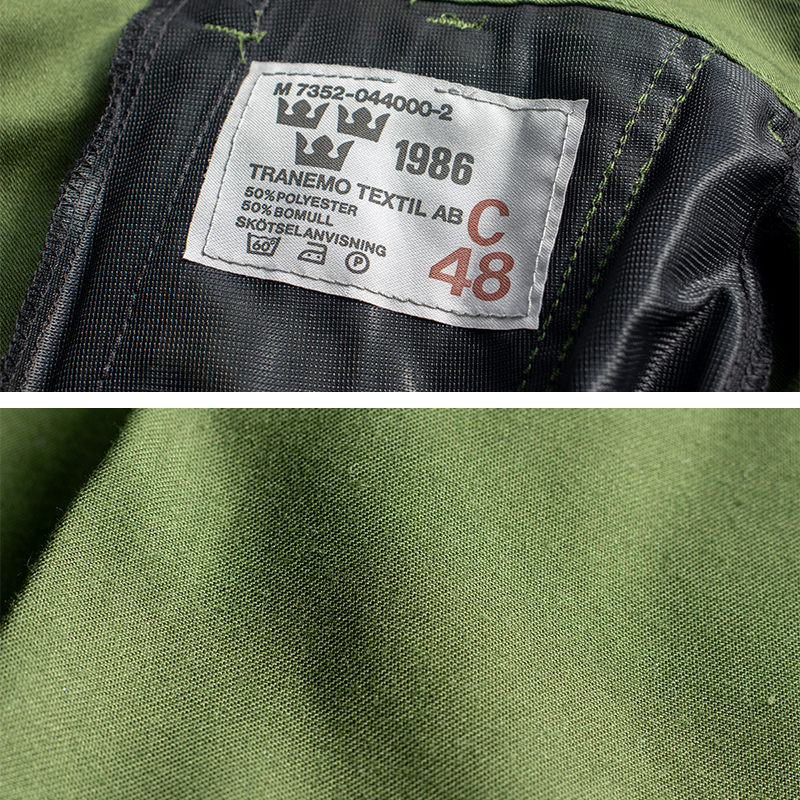 M 7352-044000-2
1986
TRANEMO TEXTIL AB
50% POLYESTER
50% BOMULL
SKÖTSELANVISNING
60°
P
C
48